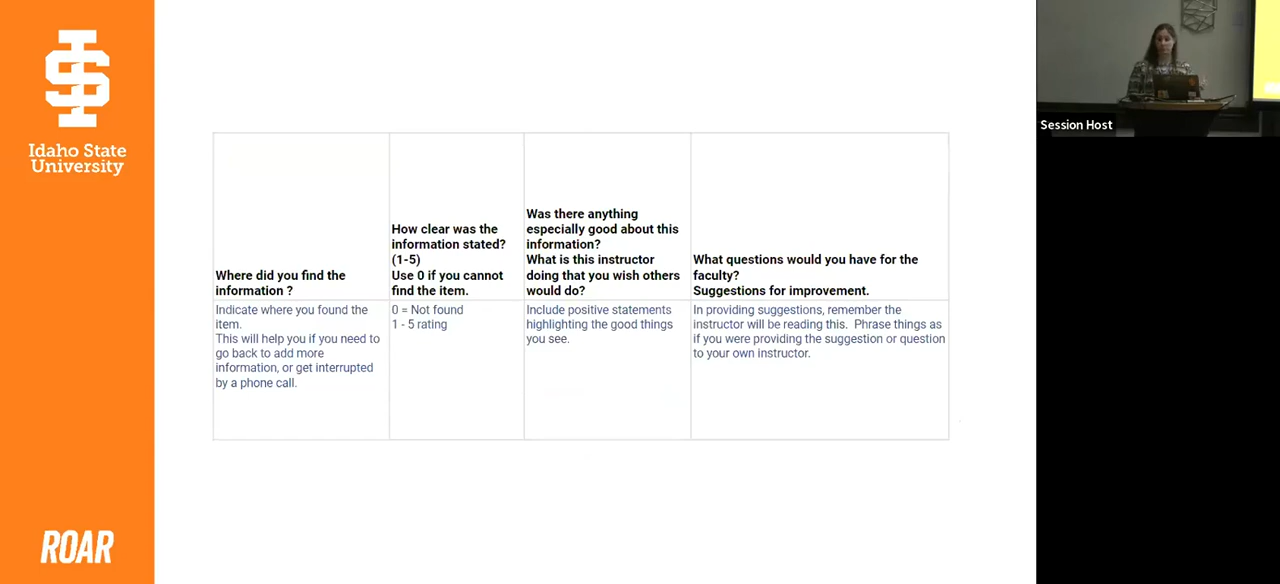 Idaho State
University
ROAR
Where did you find the
information ?
How clear was the
information stated?
(1-5)
Use 0 if you cannot
find the item.
Was there anything
especially good about this
information?
What is this instructor
doing that you wish others
would do?
What questions would you have for the
faculty?
Suggestions for improvement.
Indicate where you found the
item.
This will help you if you need to
go back to add more
information, or get interrupted
by a phone call.
0 = Not found
1 - 5 rating
Include positive statements
highlighting the good things
you see.
In providing suggestions, remember the
instructor will be reading this.  Phrase things as
if you were providing the suggestion or question
to your own instructor.
Session Host